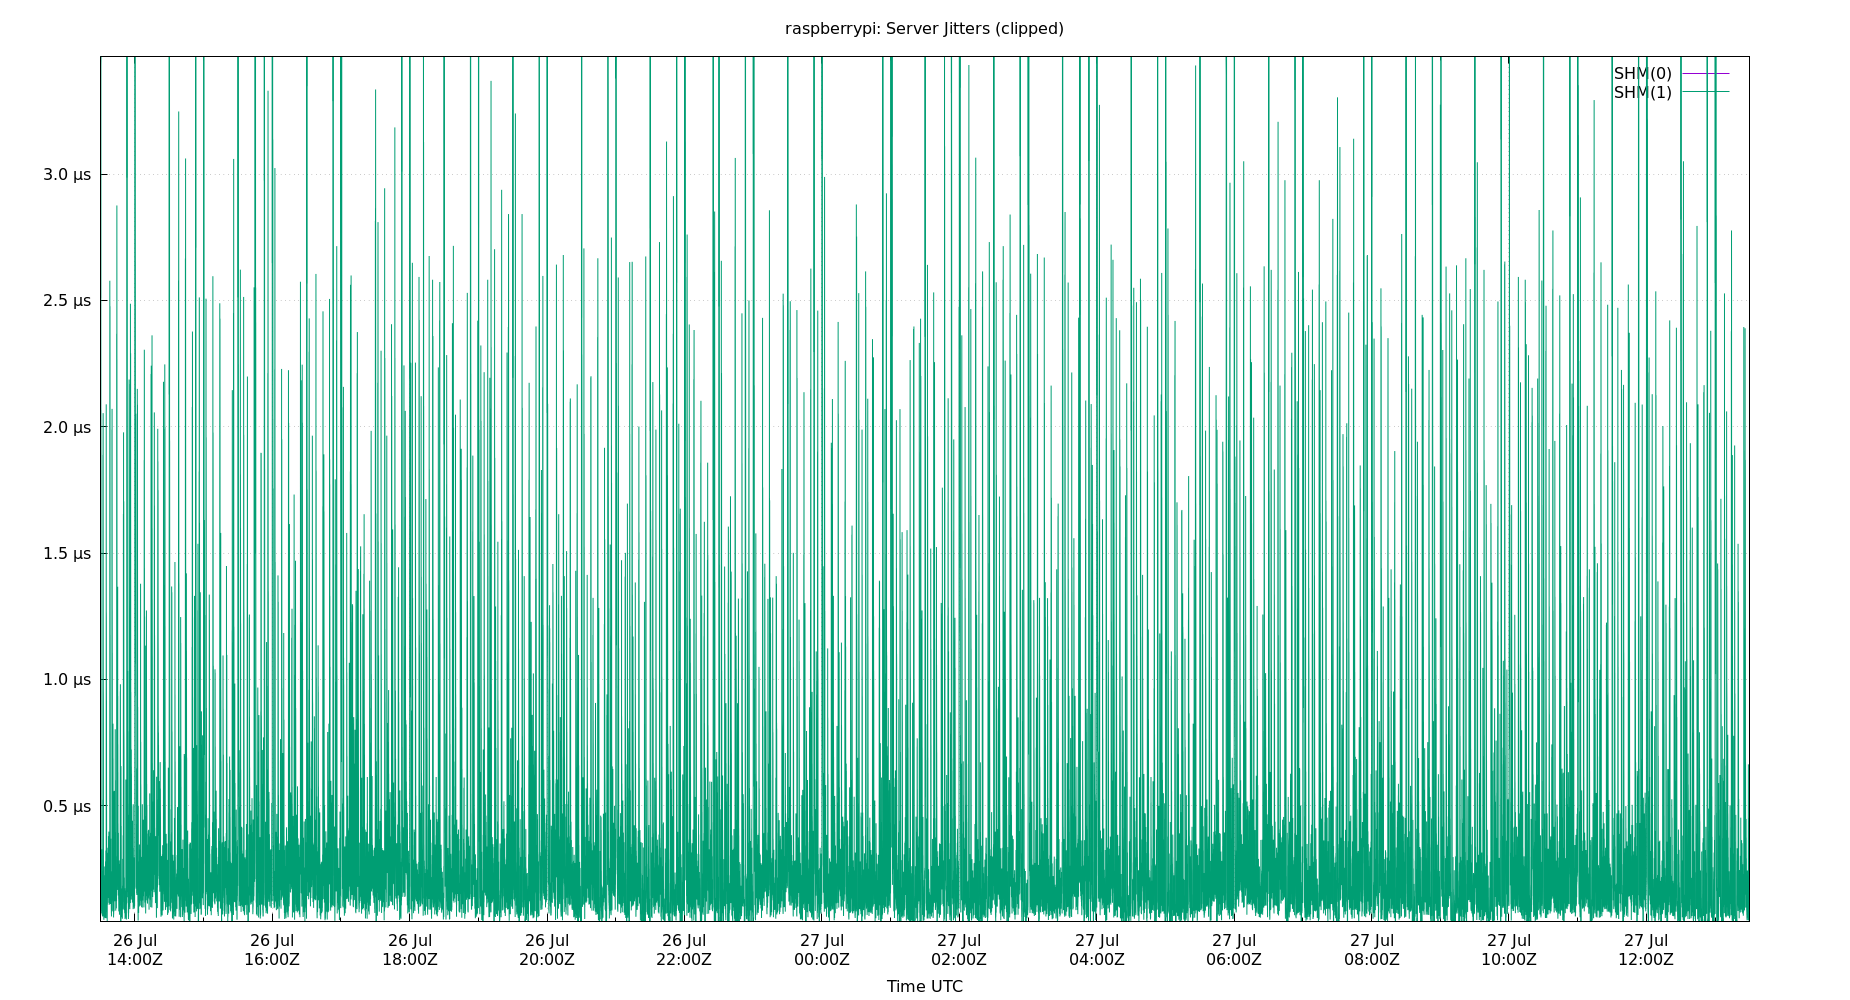 raspberrypi: Server Jitters (clipped)
SHM(0)
SHM(1)
3.0 µs
2.5 µs
2.0 µs
1.5 µs
1.0 µs
0.5 µs
26 Jul 26 Jul 26 Jul 26 Jul 26 Jul 27 Jul 27 Jul 27 Jul 27 Jul 27 Jul 27 Jul 27 Jul
14:00Z 16:00Z 18:00Z 20:00Z 22:00Z 00:00Z 02:00Z 04:00Z 06:00Z 08:00Z 10:00Z 12:00Z
Time UTC